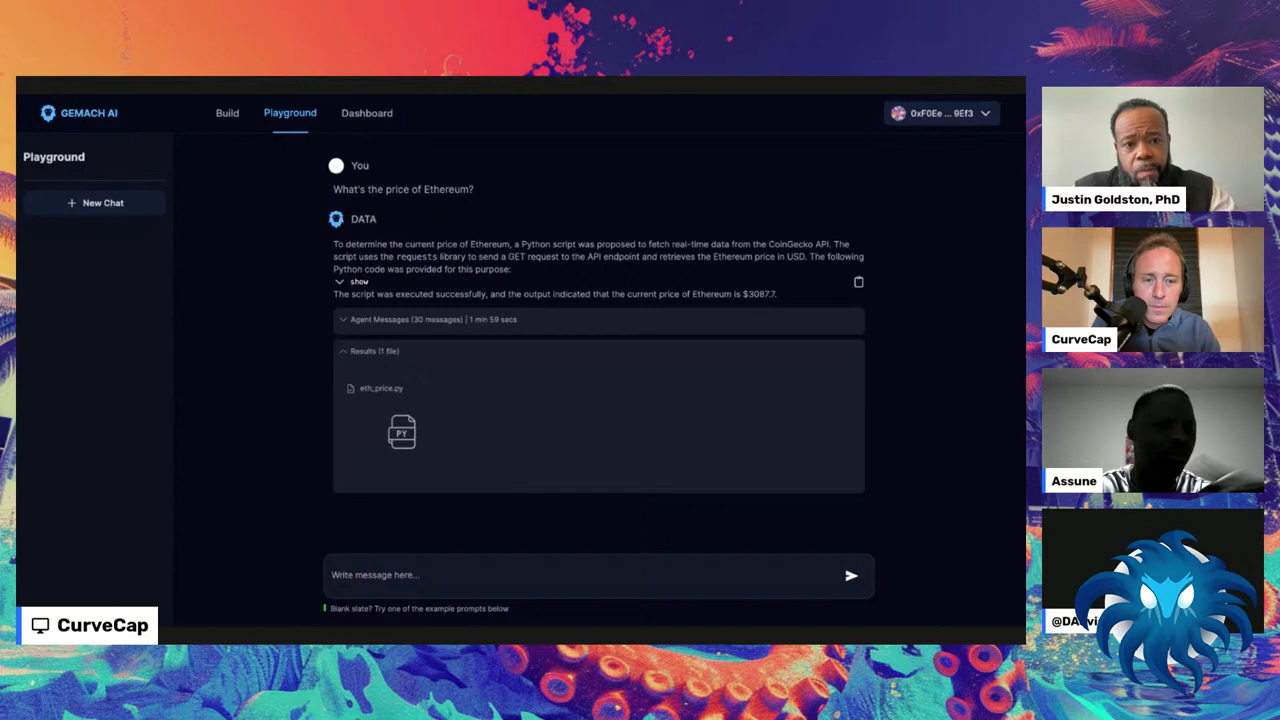 GEMACH AI
Build
Playground
Dashboard
0xF0Ee ... 9Ef3
Playground
+ New Chat
You
What's the price of Ethereum?
DATA
To determine the current price of Ethereum, a Python script was proposed to fetch real-time data from the CoinGecko API. The
script uses the requests library to send a GET request to the API endpoint and retrieves the Ethereum price in USD. The following
Python code was provided for this purpose:
show
The script was executed successfully, and the output indicated that the current price of Ethereum is $3087.7.
Agent Messages (30 messages) | 1 min 59 secs
Results (1 file)
eth_price.py
PY
Write message here...
Blank slate? Try one of the example prompts below
CurveCap
Justin Goldston, PhD
CurveCap
Assune